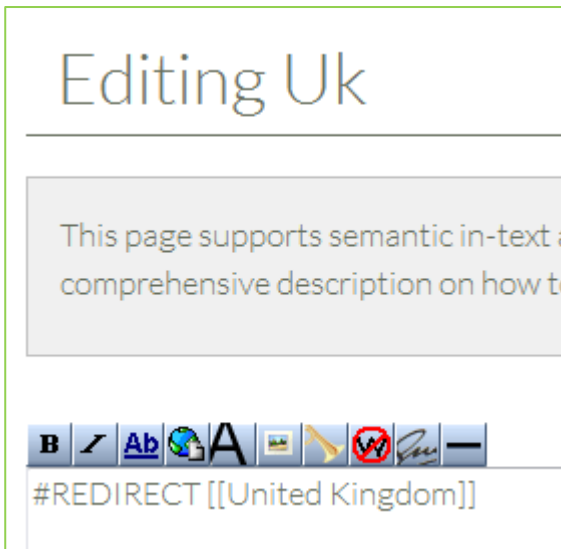 Editing Uk
This page supports semantic in-text
comprehensive description on how
B I Ab A W
#REDIRECT [[United Kingdom]]